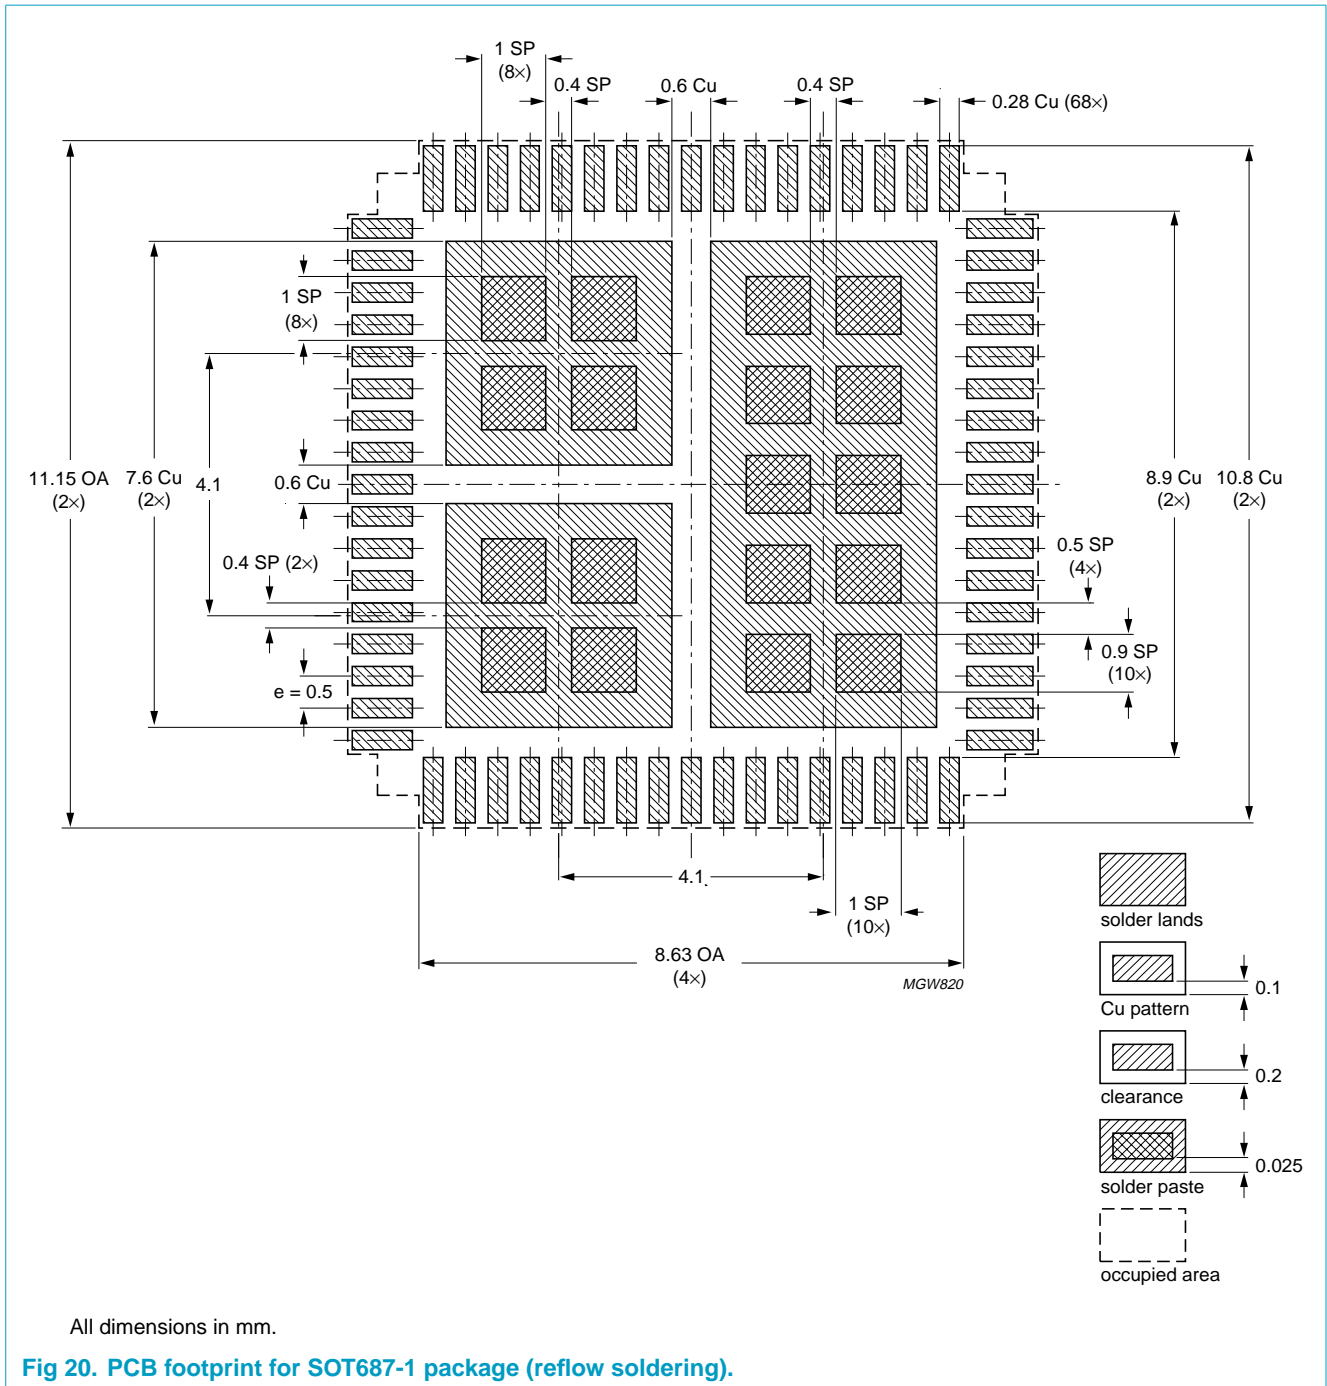 1 SP
(8×)
0.4 SP
0.6 Cu
0.4 SP
0.28 Cu (68×)
1 SP
(8×)
11.15 OA
(2×)
7.6 Cu
(2×)
4.1
0.6 Cu
8.9 Cu
(2×)
10.8 Cu
(2×)
0.4 SP (2×)
0.5 SP
(4×)
0.9 SP
(10×)
e = 0.5
4.1
1 SP
(10×)
8.63 OA
(4×)
MGW820
solder lands
Cu pattern
0.1
clearance
0.2
solder paste
0.025
occupied area
All dimensions in mm.
Fig 20. PCB footprint for SOT687-1 package (reflow soldering).